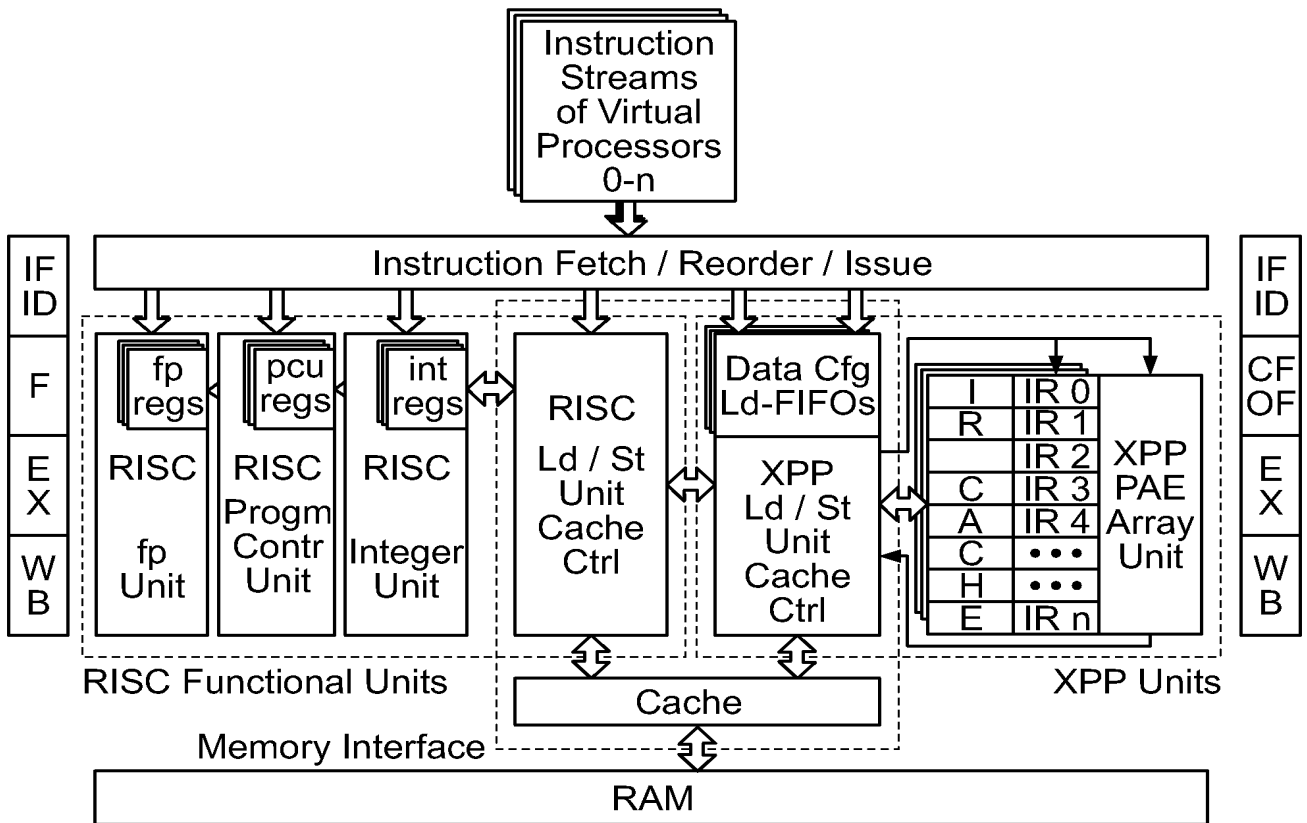 Instruction
Streams
of Virtual
Processors
0-n
Instruction Fetch / Reorder / Issue
IF
ID
F
E
X
W
B
fp
regs
RISC
fp
Unit
pcu
regs
RISC
Progm
Contr
Unit
int
regs
RISC
Integer
Unit
RISC
Ld / St
Unit
Cache
Ctrl
Data Cfg
Ld-FIFOs
XPP
Ld / St
Unit
Cache
Ctrl
I IR 0
R IR 1
IR 2
C IR 3
A IR 4
C •••
H •••
E IR n
XPP
PAE
Array
Unit
IF
ID
CF
OF
E
X
W
B
RISC Functional Units
XPP Units
Cache
Memory Interface
RAM